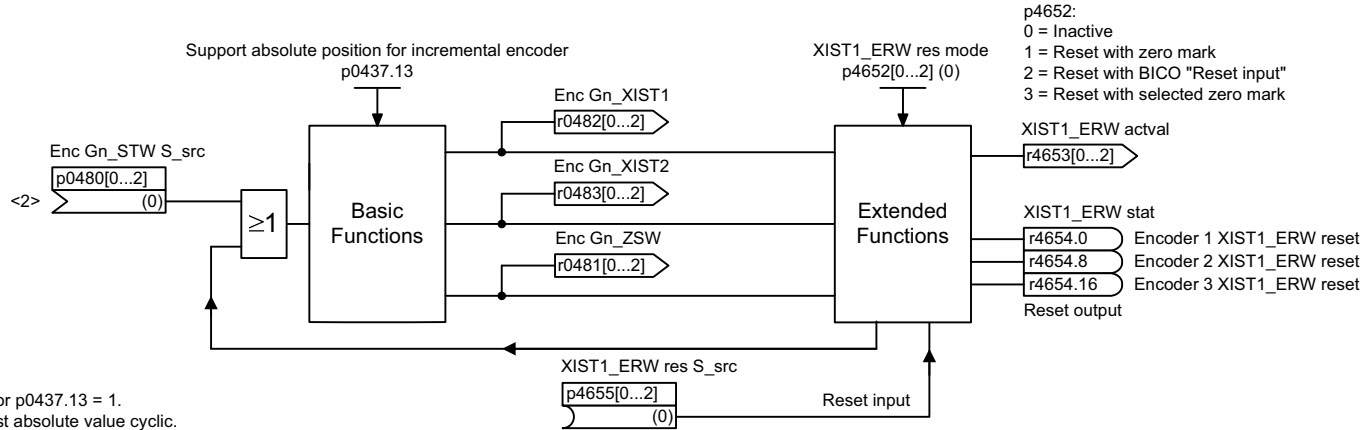 p4652:
0 = Inactive
1 = Reset with zero mark
2 = Reset with BICO "Reset input"
3 = Reset with selected zero mark
Support absolute position for incremental encoder
p0437.13
XIST1_ERW res mode
p4652[0...2] (0)
Enc Gn_XIST1
r0482[0...2]
XIST1_ERW actval
r4653[0...2]
Enc Gn_STW S_src
p0480[0...2]
<2>
(0)
≥1
Basic
Functions
Enc Gn_XIST2
r0483[0...2]
Enc Gn_ZSW
r0481[0...2]
Extended
Functions
XIST1_ERW stat
r4654.0 Encoder 1 XIST1_ERW reset
r4654.8 Encoder 2 XIST1_ERW reset
r4654.16 Encoder 3 XIST1_ERW reset
Reset output
XIST1_ERW res S_src
p4655[0...2]
(0)
Reset input
or p0437.13 = 1.
st absolute value cyclic.